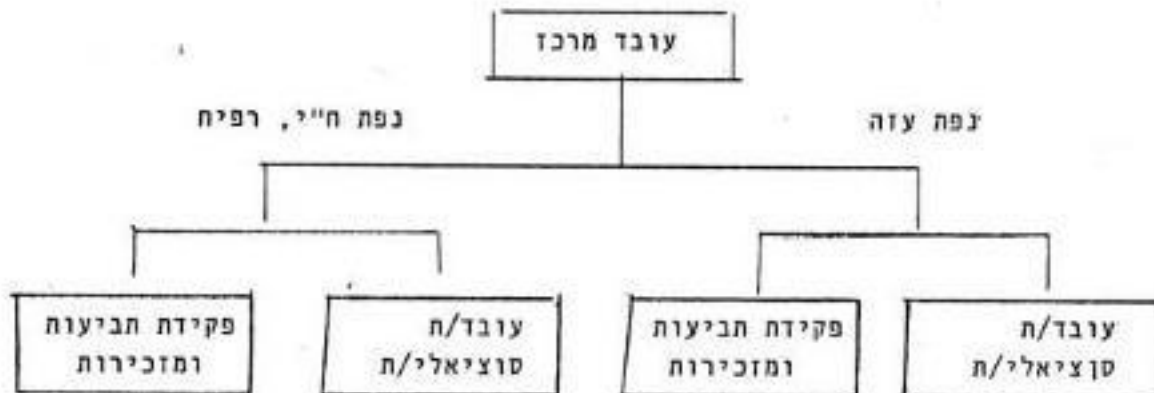 עובד מרכז
נפת עזה
נפת ח"י, רפיח
עובד/ת
סוציאלי/ת
פקידת תביעות
ומזכירות
עובד/ת
סוציאלי/ת
פקידת תביעות
ומזכירות